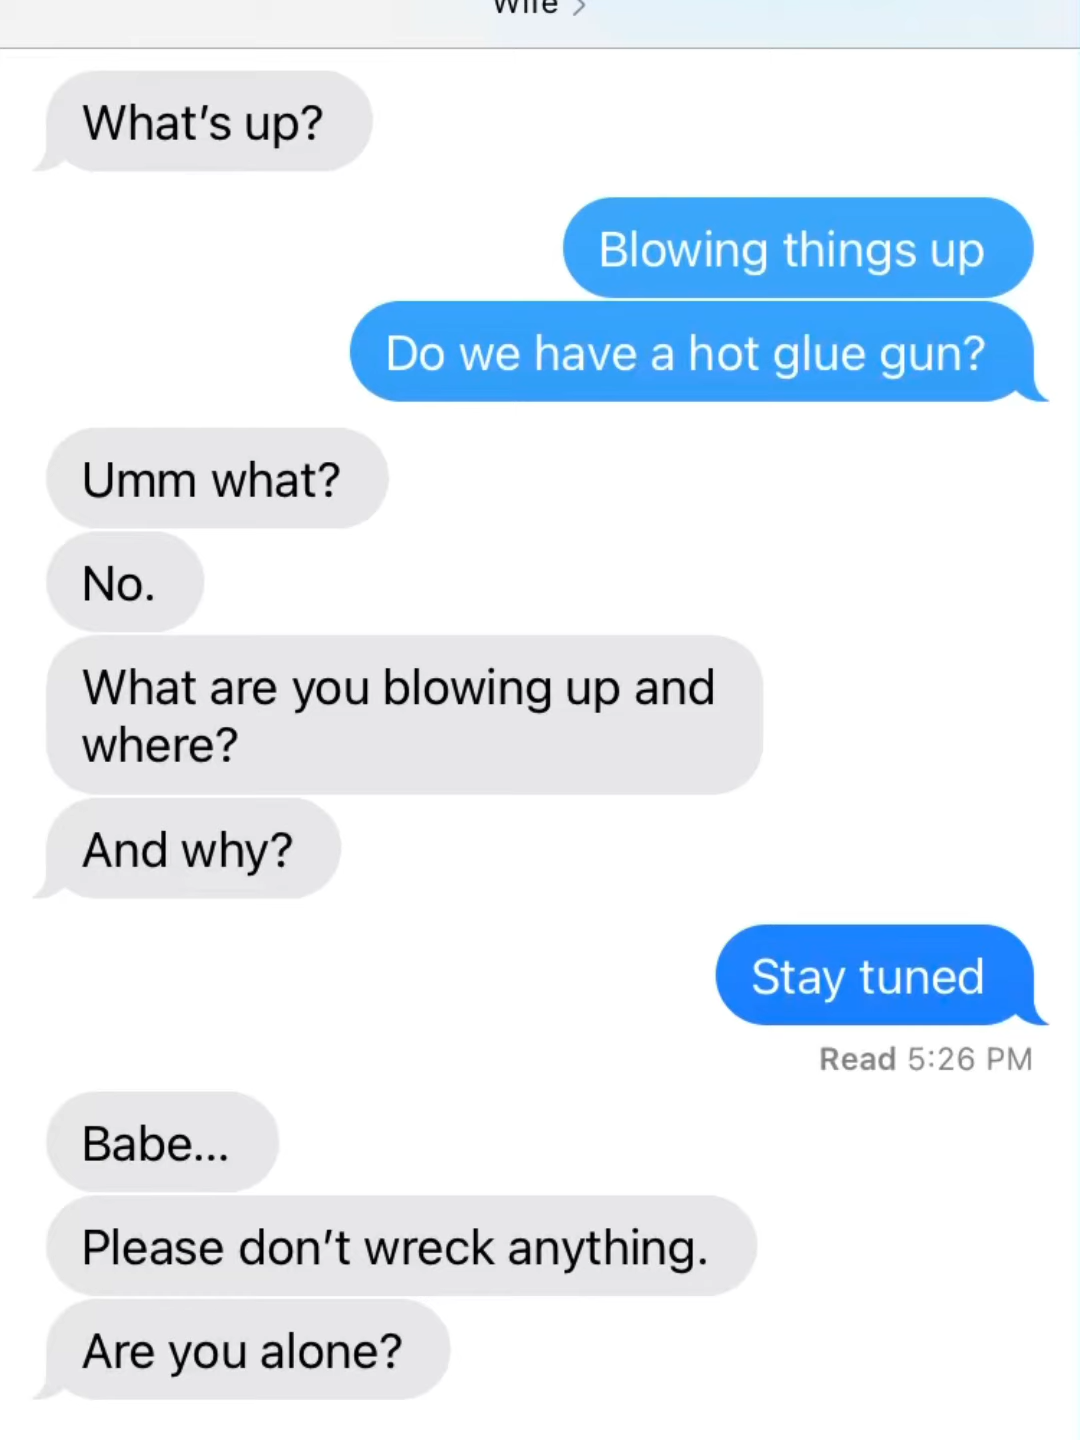 Wife >
What’s up?
Blowing things up
Do we have a hot glue gun?
Umm what?
No.
What are you blowing up and
where?
And why?
Stay tuned
Read 5:26 PM
Babe...
Please don’t wreck anything.
Are you alone?